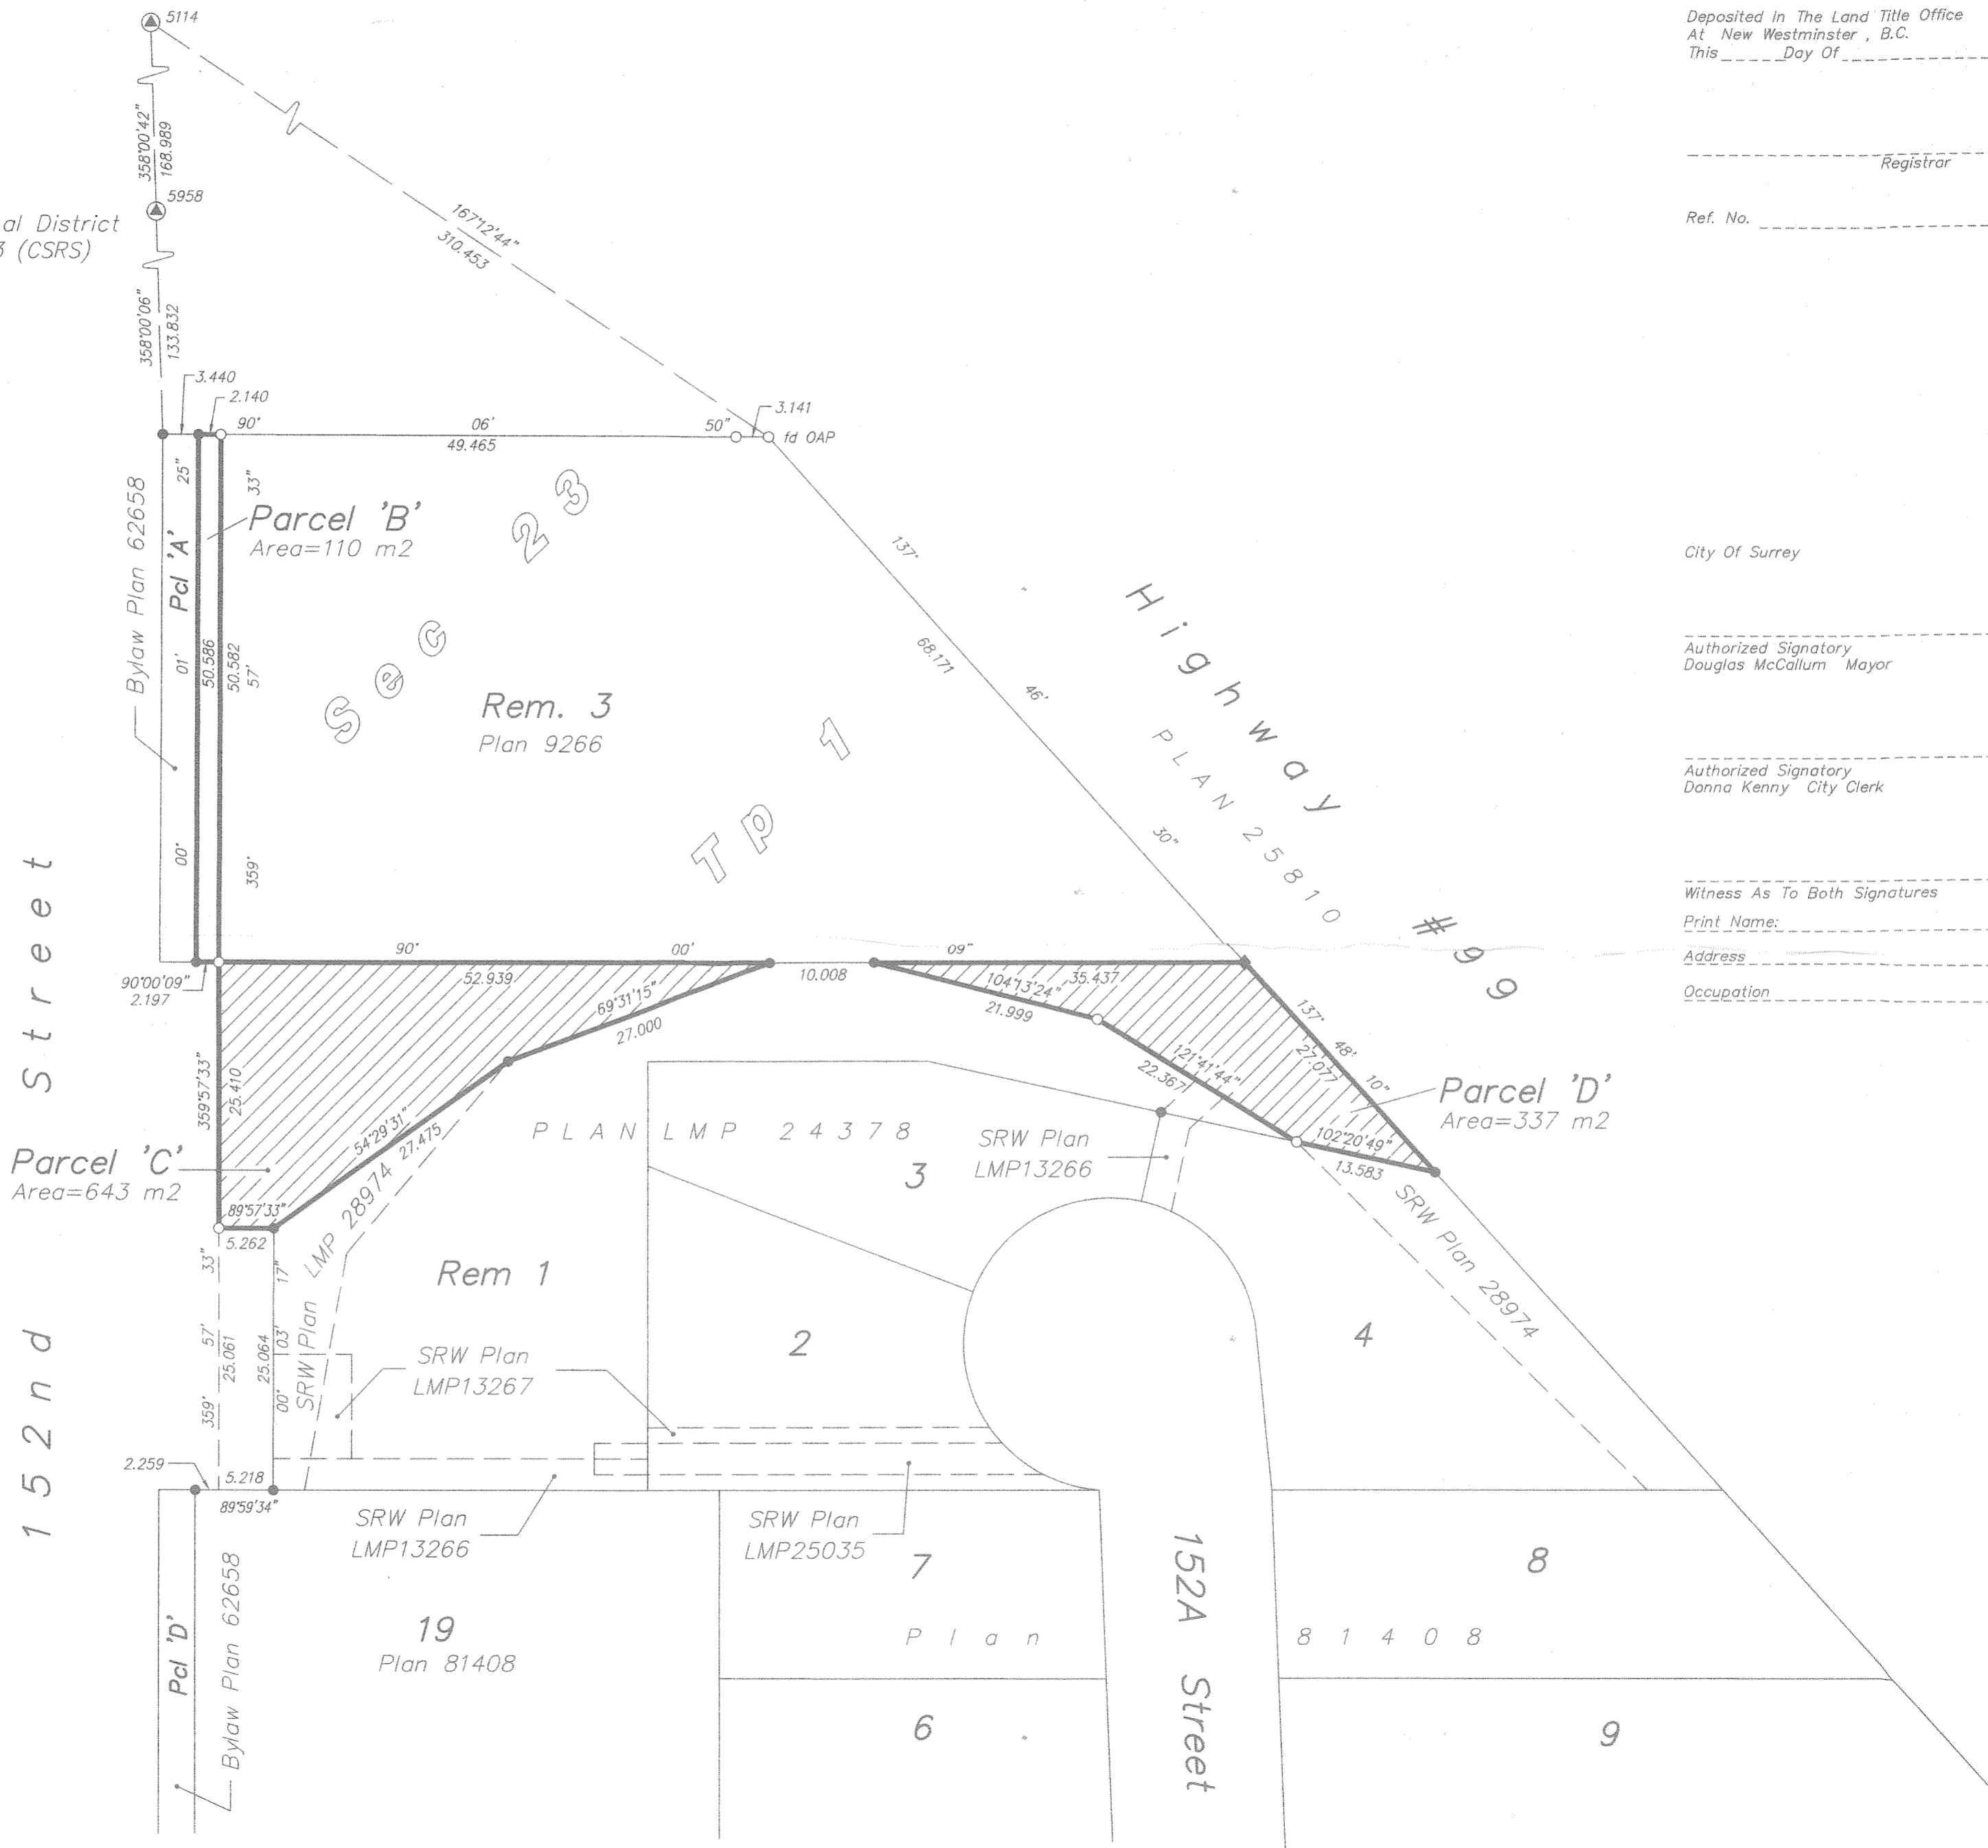 5114
358°00'42"
168.989
5958
al District
3 (CSRS)
358°00'06"
133.832
167°12'44"
310.453
3.440
2.140
90° 06' 50"
49.465
3.141
fd OAP
Deposited In The Land Title Office
At New Westminster , B.C.
This Day Of
Registrar
Ref. No.
City Of Surrey
Authorized Signatory
Douglas McCallum Mayor
Authorized Signatory
Donna Kenny City Clerk
Witness As To Both Signatures
Print Name:
Address
Occupation
Bylaw Plan 62658
Pcl 'A'
00° 01' 25"
50.586
50.582
359° 57' 33"
Parcel 'B'
Area=110 m2
Sec 23
Tp 1
Rem. 3
Plan 9266
137° 46' 30"
68.171
Highway #99
PLAN 25810
90°00'09"
2.197
90° 00' 09"
52.939
10.008
35.437
69°31'15"
27.000
104°13'24"
21.999
121°41'44"
22.367
137° 48' 10"
27.077
102°20'49"
13.583
Parcel 'D'
Area=337 m2
359°57'33"
25.410
54°29'31"
27.475
Parcel 'C'
Area=643 m2
89°57'33"
5.262
PLAN LMP 24378
SRW Plan
LMP13266
3
SRW Plan 28974
SRW Plan LMP 28974
Rem 1
2
4
359° 57' 33"
25.061
25.064
00° 03' 17"
SRW Plan
LMP13267
2.259
5.218
89°59'34"
SRW Plan
LMP13266
SRW Plan
LMP25035
152nd Street
Pcl 'D'
Bylaw Plan 62658
19
Plan 81408
7
8
Plan 81408
6
9
152A Street